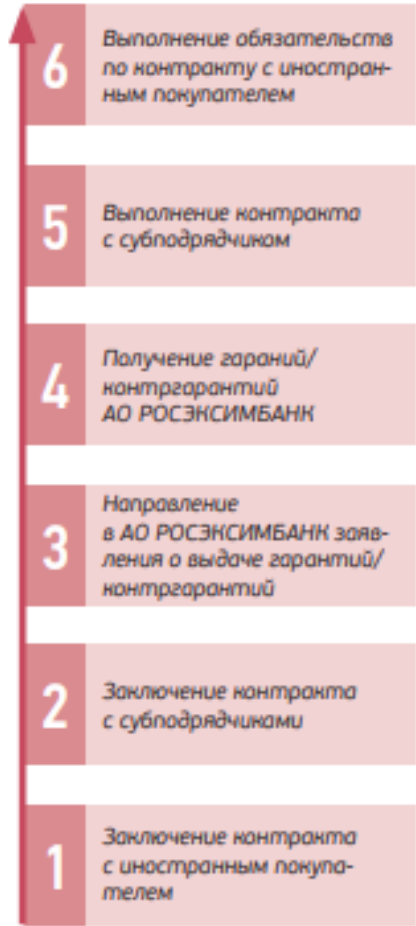 6
Выполнение обязательств
по контракту с иностран-
ным покупателем
5
Выполнение контракта
с субподрядчиком
4
Получение гараний/
контргарантий
АО РОСЭКСИМБАНК
3
Направление
в АО РОСЭКСИМБАНК заяв-
ления о выдаче гарантий/
контргарантий
2
Заключение контракта
с субподрядчиками
1
Заключение контракта
с иностранным покупа-
телем